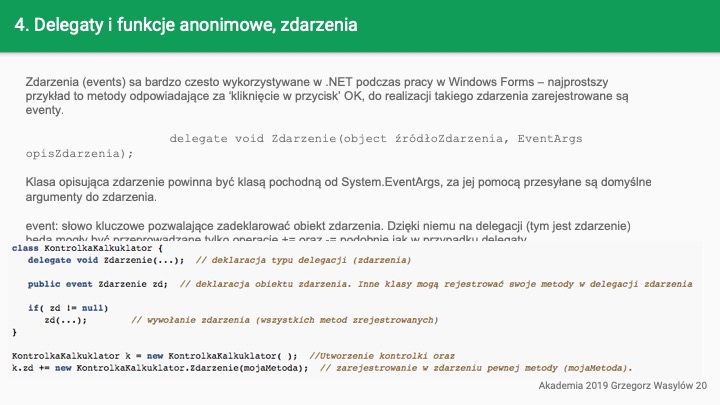 4. Delegaty i funkcje anonimowe, zdarzenia
Zdarzenia (events) sa bardzo czesto wykorzystywane w .NET podczas pracy w Windows Forms – najprostszy
przykład to metody odpowiadające za ‘kliknięcie w przycisk’ OK, do realizacji takiego zdarzenia zarejestrowane są
eventy.
delegate void Zdarzenie(object źródłoZdarzenia, EventArgs
opisZdarzenia);
Klasa opisująca zdarzenie powinna być klasą pochodną od System.EventArgs, za jej pomocą przesyłane są domyślne
argumenty do zdarzenia.
event: słowo kluczowe pozwalające zadeklarować obiekt zdarzenia. Dzięki niemu na delegacji (tym jest zdarzenie)
będą mogły być przeprowadzane tylko operacje += oraz -= podobnie jak w przypadku delegaty.
class KontrolkaKalkuklator {
delegate void Zdarzenie(...); // deklaracja typu delegacji (zdarzenia)
public event Zdarzenie zd; // deklaracja obiektu zdarzenia. Inne klasy mogą rejestrować swoje metody w delegacji zdarzenia
if( zd != null)
zd(...); // wywołanie zdarzenia (wszystkich metod zrejestrowanych)
}
KontrolkaKalkuklator k = new KontrolkaKalkuklator( ); //Utworzenie kontrolki oraz
k.zd += new KontrolkaKalkuklator.Zdarzenie(mojaMetoda); // zarejestrowanie w zdarzeniu pewnej metody (mojaMetoda).
Akademia 2019 Grzegorz Wasylów 20